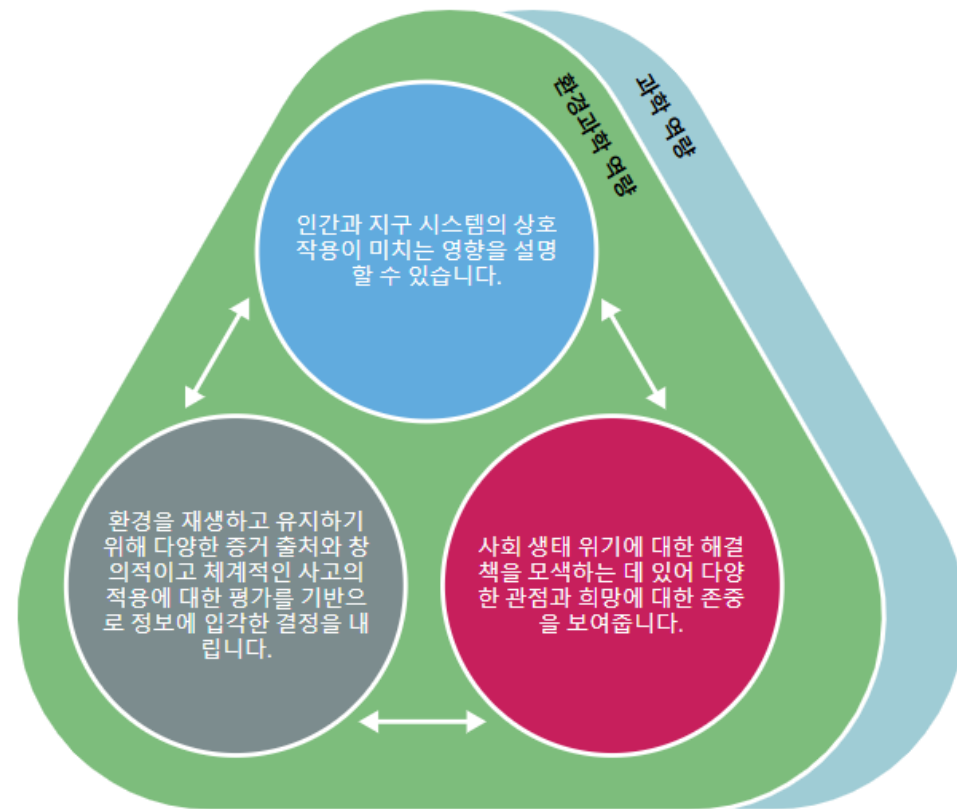 과학 역량
환경과학 역량
인간과 지구 시스템의 상호
작용이 미치는 영향을 설명
할 수 있습니다.
환경을 재생하고 유지하기
위해 다양한 증거 출처와 창
의적이고 체계적인 사고의
적용에 대한 평가를 기반으
로 정보에 입각한 결정을 내
립니다.
사회 생태 위기에 대한 해결
책을 모색하는 데 있어 다양
한 관점과 희망에 대한 존중
을 보여줍니다.